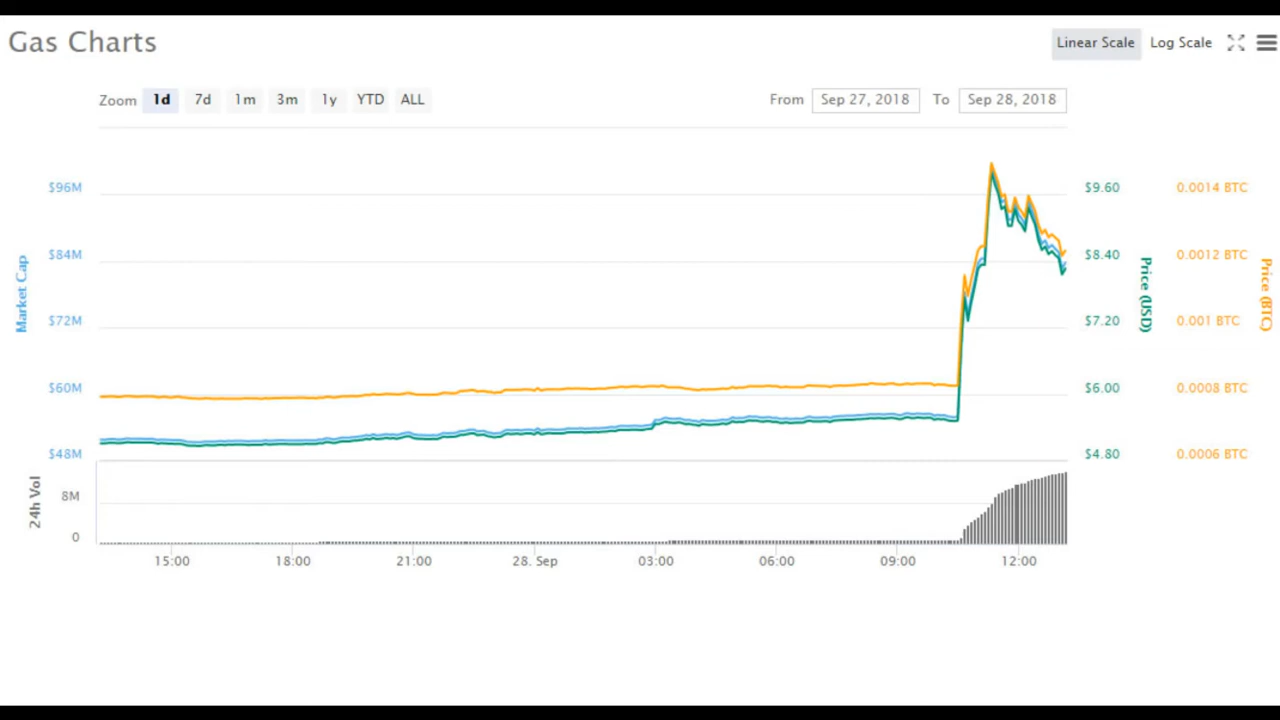 Gas Charts
Linear Scale Log Scale
Zoom 1d 7d 1m 3m 1y YTD ALL
From Sep 27, 2018 To Sep 28, 2018
Market Cap
$96M
$84M
$72M
$60M
$48M
24h Vol
8M
0
$9.60
$8.40
$7.20
$6.00
$4.80
Price (USD)
0.0014 BTC
0.0012 BTC
0.001 BTC
0.0008 BTC
0.0006 BTC
Price (BTC)
15:00 18:00 21:00 28. Sep 03:00 06:00 09:00 12:00